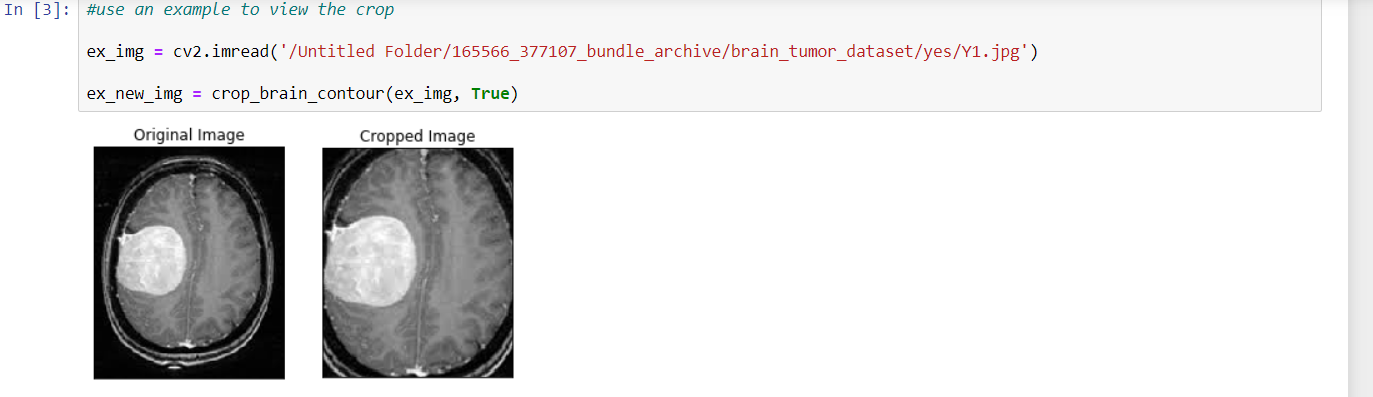 In [3]: #use an example to view the crop
ex_img = cv2.imread('/Untitled Folder/165566_377107_bundle_archive/brain_tumor_dataset/yes/Y1.jpg')
ex_new_img = crop_brain_contour(ex_img, True)
Original Image
Cropped Image